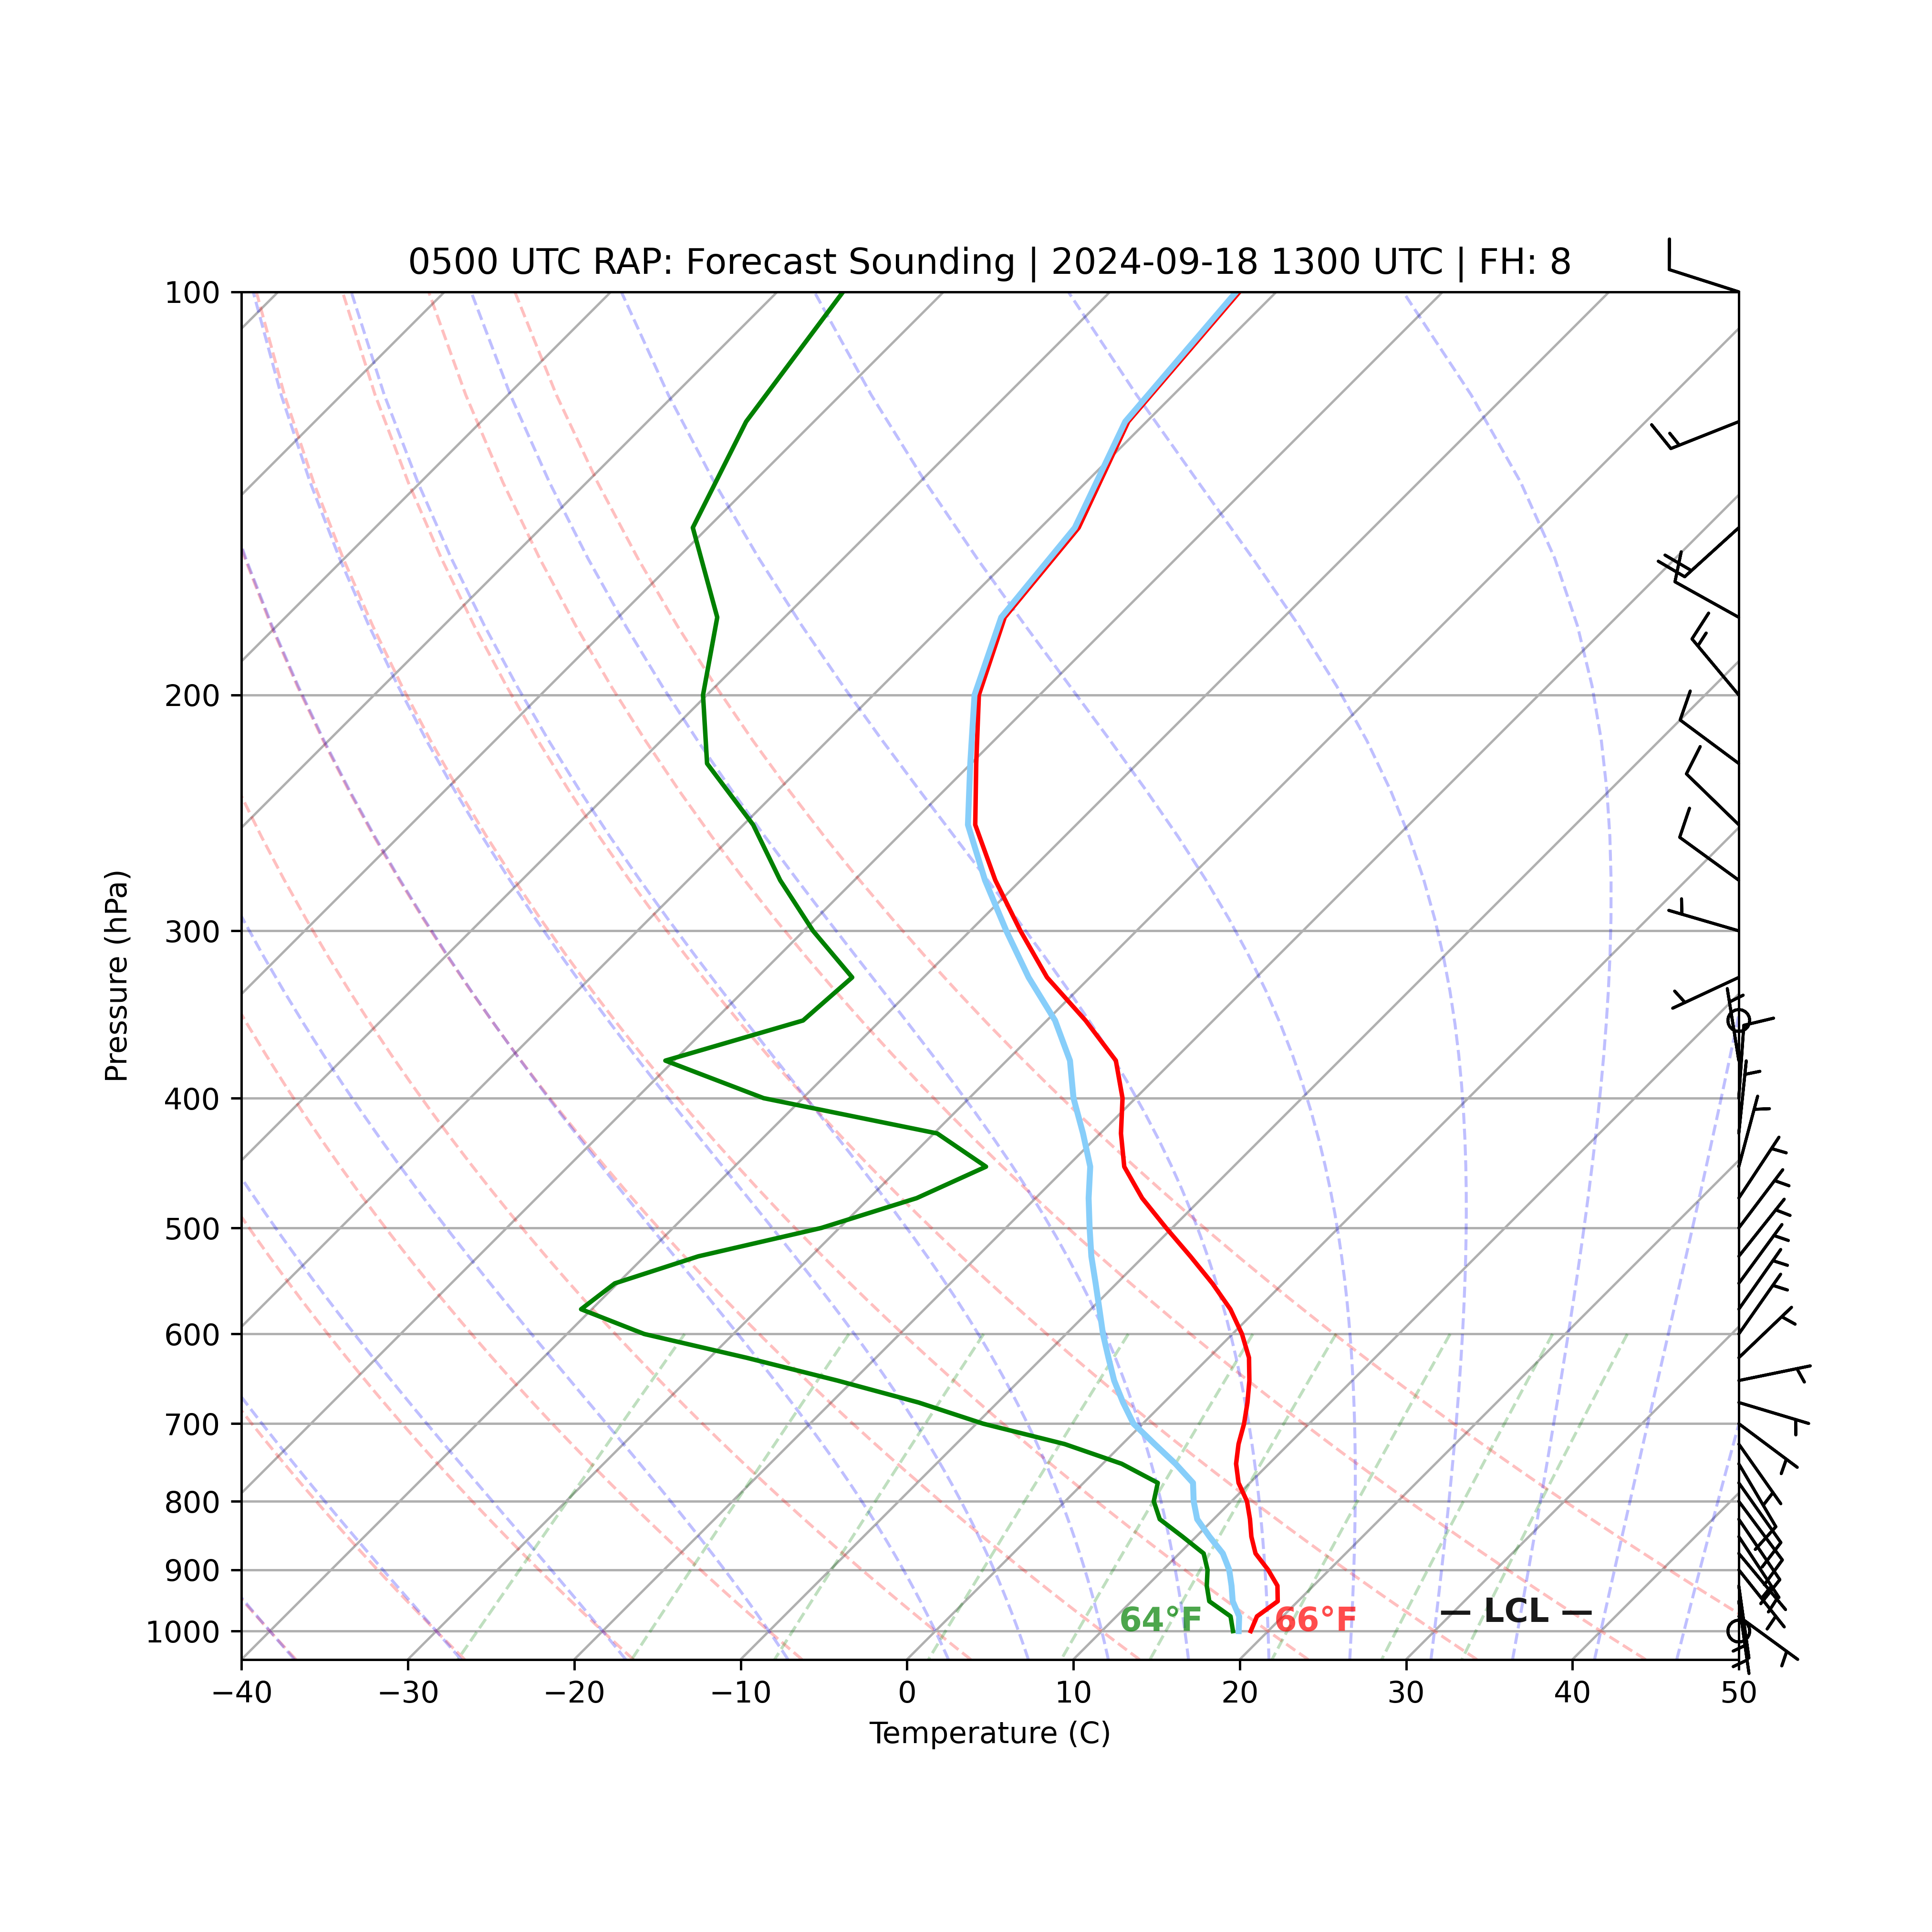 0500 UTC RAP: Forecast Sounding | 2024-09-18 1300 UTC | FH: 8
100
200
300
400
500
600
700
800
900
1000
Pressure (hPa)
64°F
66°F
— LCL —
−40 −30 −20 −10 0 10 20 30 40 50
Temperature (C)